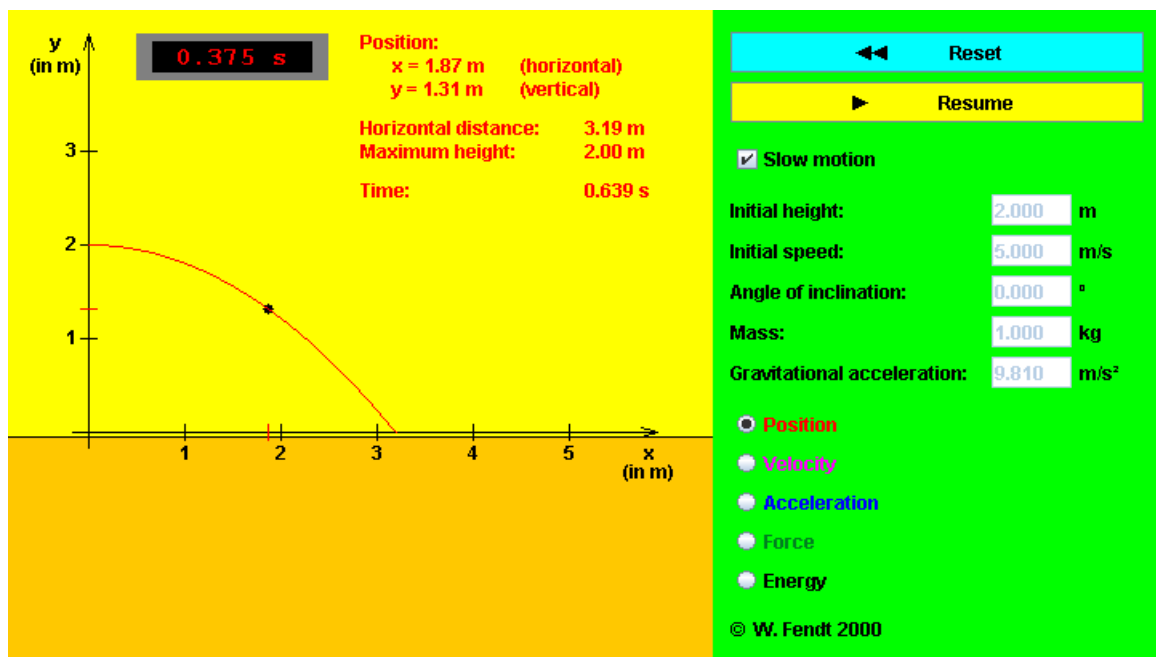 y
(in m)
0.375 s
Position:
x = 1.87 m (horizontal)
y = 1.31 m (vertical)
Horizontal distance: 3.19 m
Maximum height: 2.00 m
Time: 0.639 s
3
2
1
1 2 3 4 5 x
(in m)
Reset
Resume
Slow motion
Initial height: 2.000 m
Initial speed: 5.000 m/s
Angle of inclination: 0.000 °
Mass: 1.000 kg
Gravitational acceleration: 9.810 m/s²
Position
Velocity
Acceleration
Force
Energy
© W. Fendt 2000